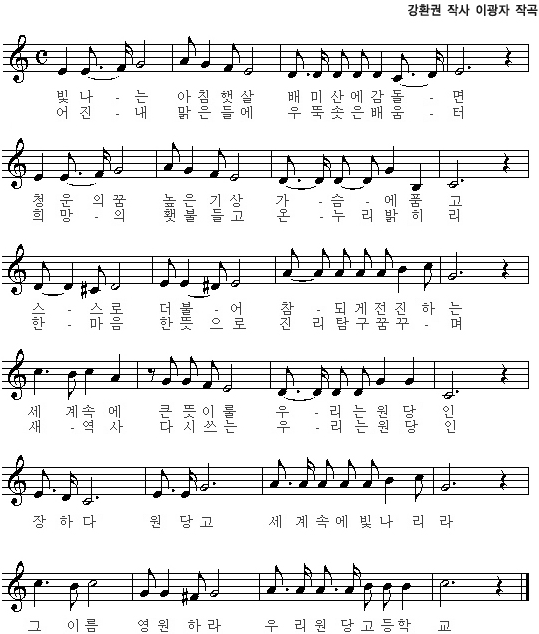 강환권 작사 이광자 작곡
빛 나 - 는 아 침 햇 살 배 미 산 에 감 돌 - 면
어 진 - 내 맑 은 들 에 우 뚝 솟 은 배 움 - 터
청 운 의 꿈 높 은 기 상 가 - 슴 - 에 품 고
희 망 - 의 횃 불 들 고 온 - 누 리 밝 히 리
스 - 스 로 더 불 - 어 참 - 되 게 전 진 하 는
한 - 마 음 한 뜻 으 로 진 리 탐 구 꿈 꾸 - 며
세 계 속 에 큰 뜻 이 룰 우 - 리 는 원 당 인
새 - 역 사 다 시 쓰 는 우 - 리 는 원 당 인
장 하 다 원 당 고 세 계 속 에 빛 나 리 라
그 이 름 영 원 하 라 우 리 원 당 고 등 학 교